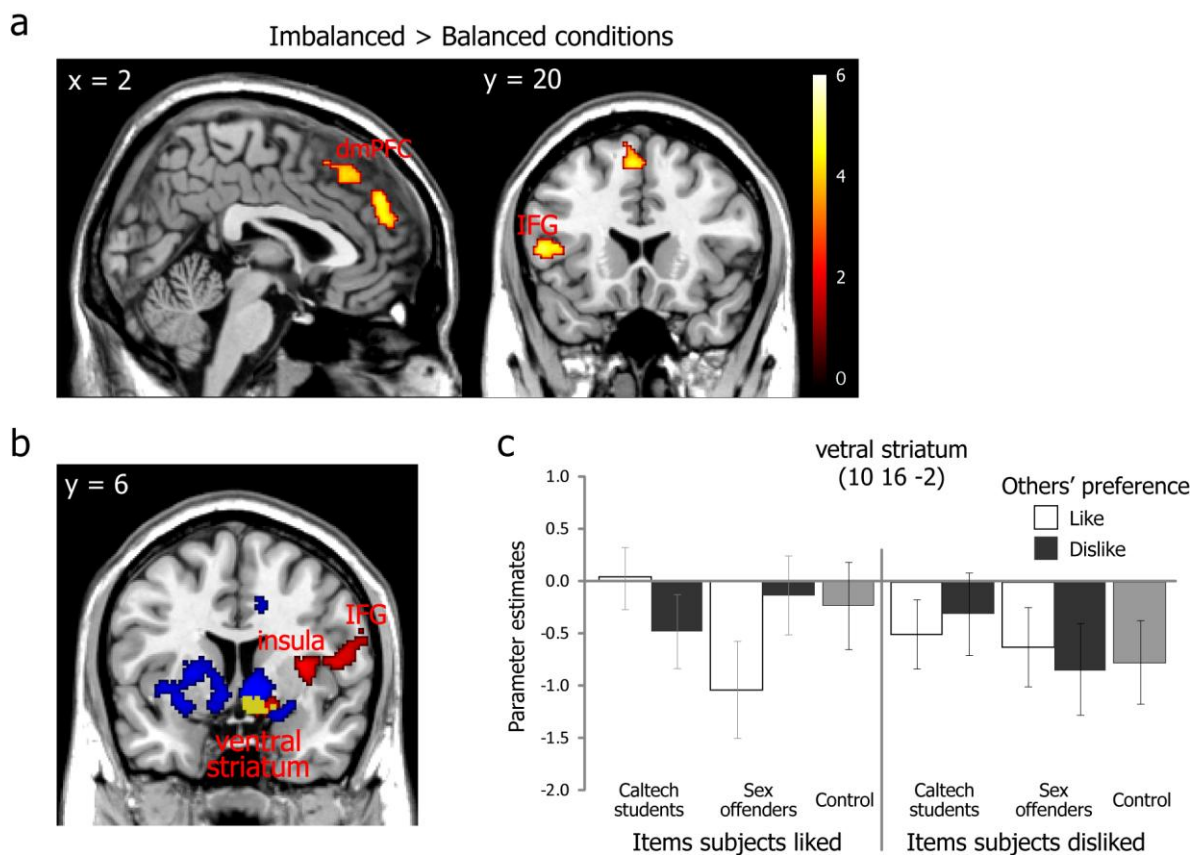 a
Imbalanced > Balanced conditions
x = 2
dmPFC
y = 20
IFG
6
4
2
0
b
y = 6
IFG
insula
ventral
striatum
c
vetral striatum
(10 16 -2)
Others' preference
Like
Dislike
Parameter estimates
1.0
0.5
0.0
-0.5
-1.0
-1.5
-2.0
Caltech
students
Sex
offenders
Control
Caltech
students
Sex
offenders
Control
Items subjects liked
Items subjects disliked